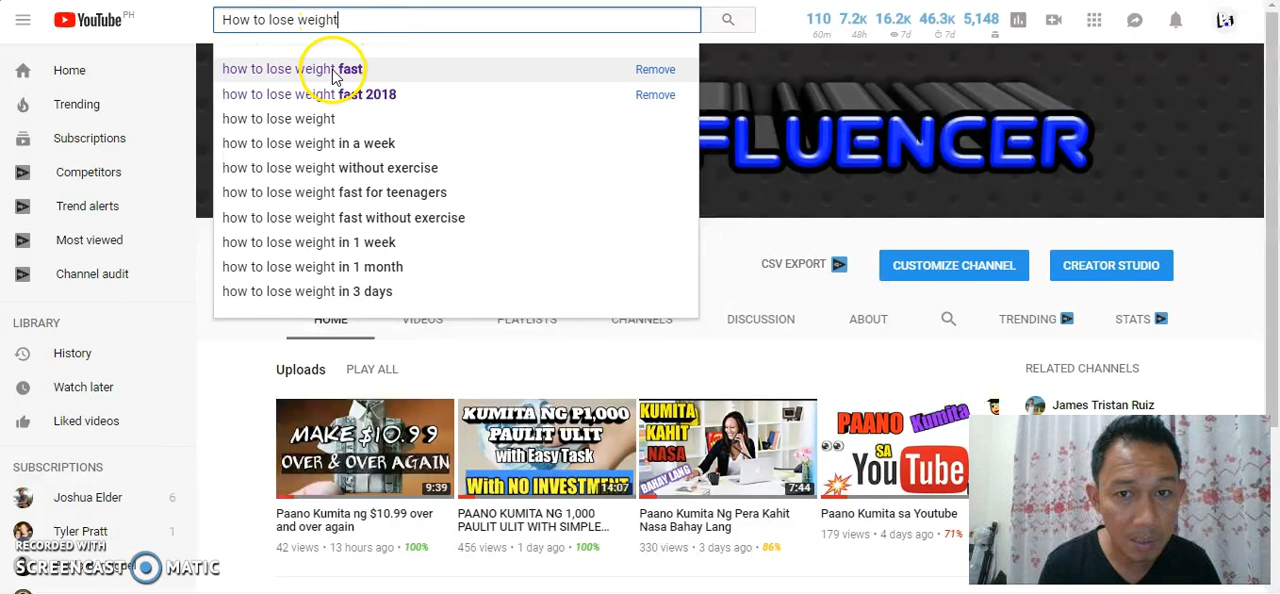 YouTube PH
How to lose weight
110 7.2K 16.2K 46.3K 5,148
60m 48h 7d 7d
how to lose weight fast Remove
how to lose weight fast 2018 Remove
how to lose weight
how to lose weight in a week
how to lose weight without exercise
how to lose weight fast for teenagers
how to lose weight fast without exercise
how to lose weight in 1 week
how to lose weight in 1 month
how to lose weight in 3 days
Home
Trending
Subscriptions
Competitors
Trend alerts
Most viewed
Channel audit
LIBRARY
History
Watch later
Liked videos
SUBSCRIPTIONS
Joshua Elder 6
Tyler Pratt 1
RECORDED WITH
SCREENCAST MATIC
FLUENCER
CSV EXPORT
CUSTOMIZE CHANNEL
CREATOR STUDIO
HOME VIDEOS PLAYLISTS CHANNELS DISCUSSION ABOUT TRENDING STATS
Uploads PLAY ALL
MAKE $10.99
OVER & OVER AGAIN
9:39
Paano Kumita ng $10.99 over
and over again
42 views • 13 hours ago • 100%
KUMITA NG P1,000
PAULIT ULIT
with Easy Task
With NO INVESTMENT
14:07
PAANO KUMITA NG 1,000
PAULIT ULIT WITH SIMPLE...
456 views • 1 day ago • 100%
KUMITA
KAHIT
NASA
BAHAY LANG
7:44
Paano Kumita Ng Pera Kahit
Nasa Bahay Lang
330 views • 3 days ago • 86%
PAANO Kumita
SA
YouTube
Paano Kumita sa Youtube
179 views • 4 days ago • 71%
RELATED CHANNELS
James Tristan Ruiz